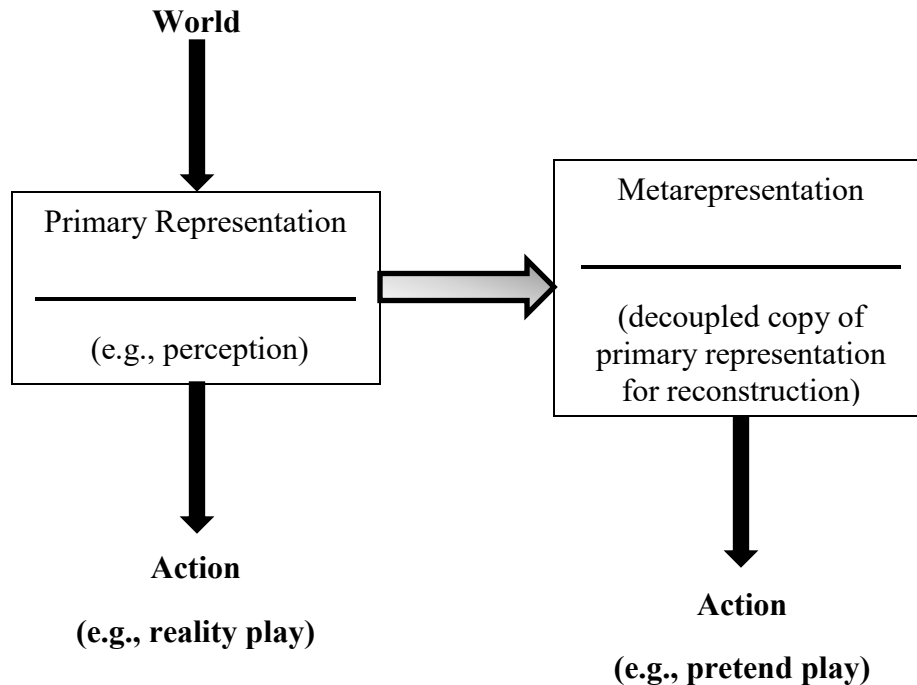 World
Primary Representation
(e.g., perception)
Action
(e.g., reality play)
Metarepresentation
(decoupled copy of
primary representation
for reconstruction)
Action
(e.g., pretend play)